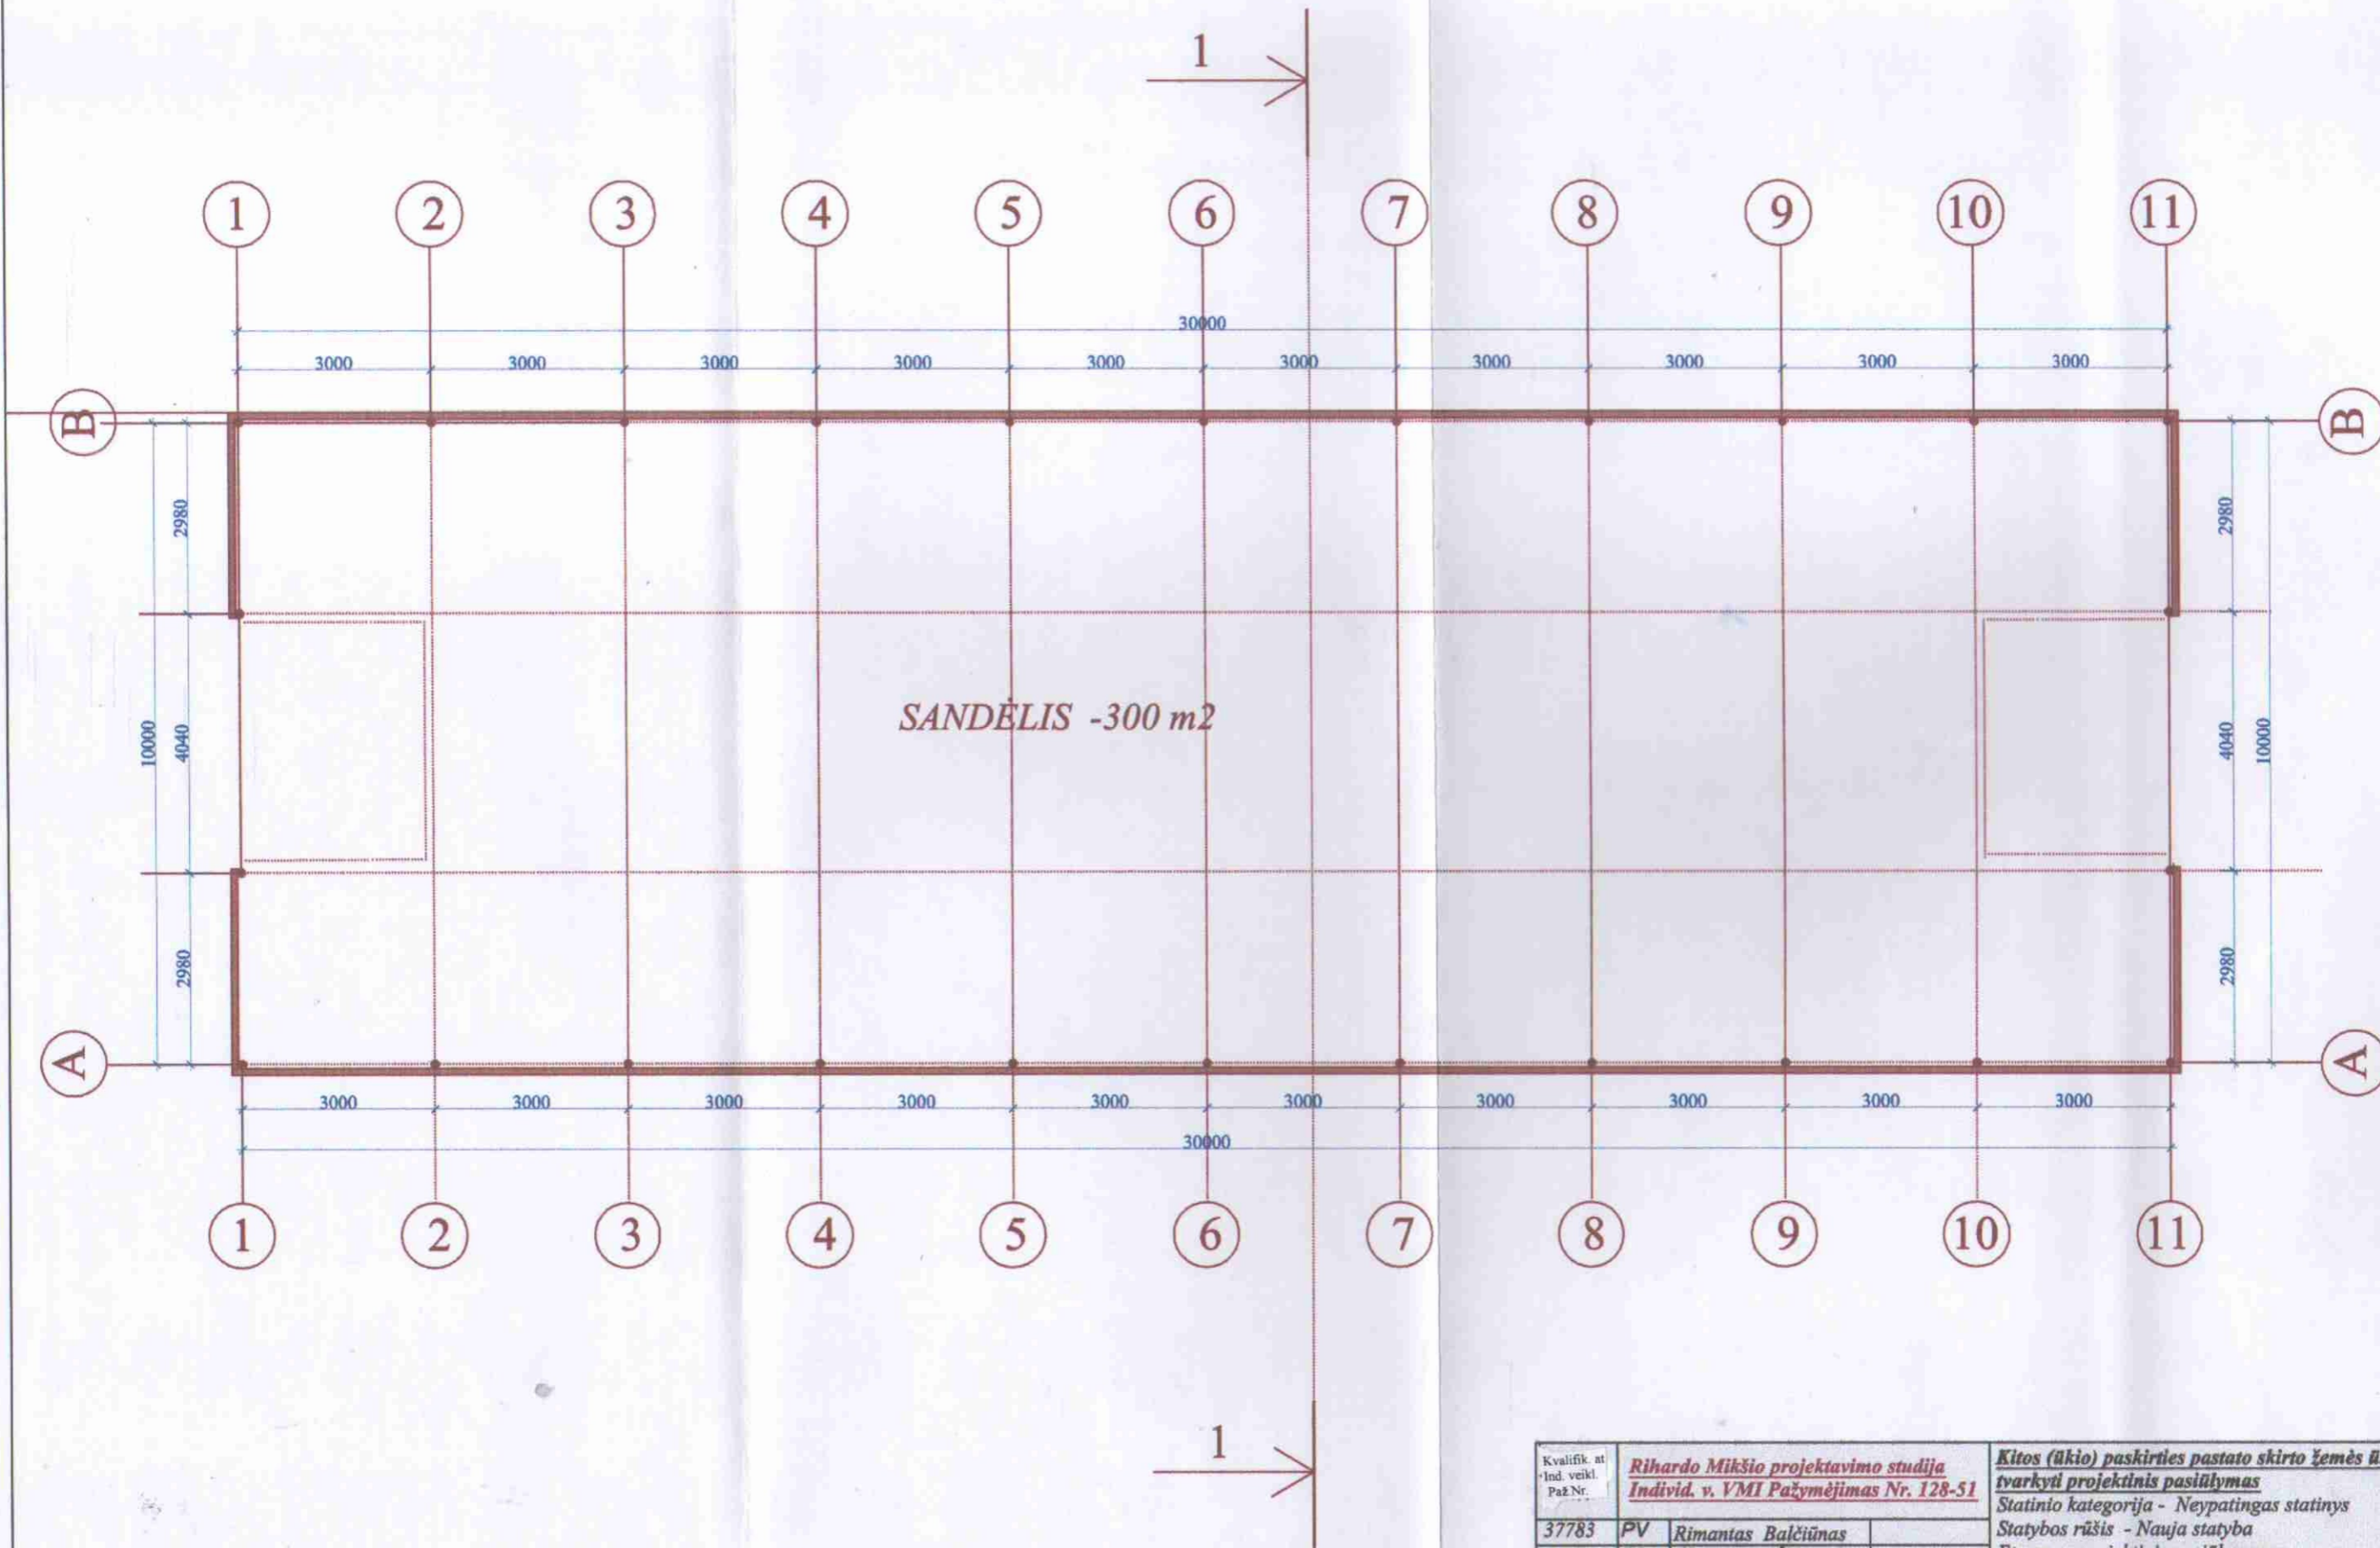 1
1 2 3 4 5 6 7 8 9 10 11
30000
3000 3000 3000 3000 3000 3000 3000 3000 3000 3000
B B
2980 2980
SANDĖLIS -300 m2
10000 4040 4040 10000
2980 2980
A A
3000 3000 3000 3000 3000 3000 3000 3000 3000 3000
30000
1 2 3 4 5 6 7 8 9 10 11
1
Kvalifik. at
Ind. veikl.
Paž.Nr.
Rihardo Mikšio projektavimo studija
Individ. v. VMI Pažymėjimas Nr. 128-51
37783 PV Rimantas Balčiūnas
Kitos (ūkio) paskirties pastato skirto žemės
tvarkyti projektinis pasiūlymas
Statinio kategorija - Neypatingas statinys
Statybos rūšis - Nauja statyba